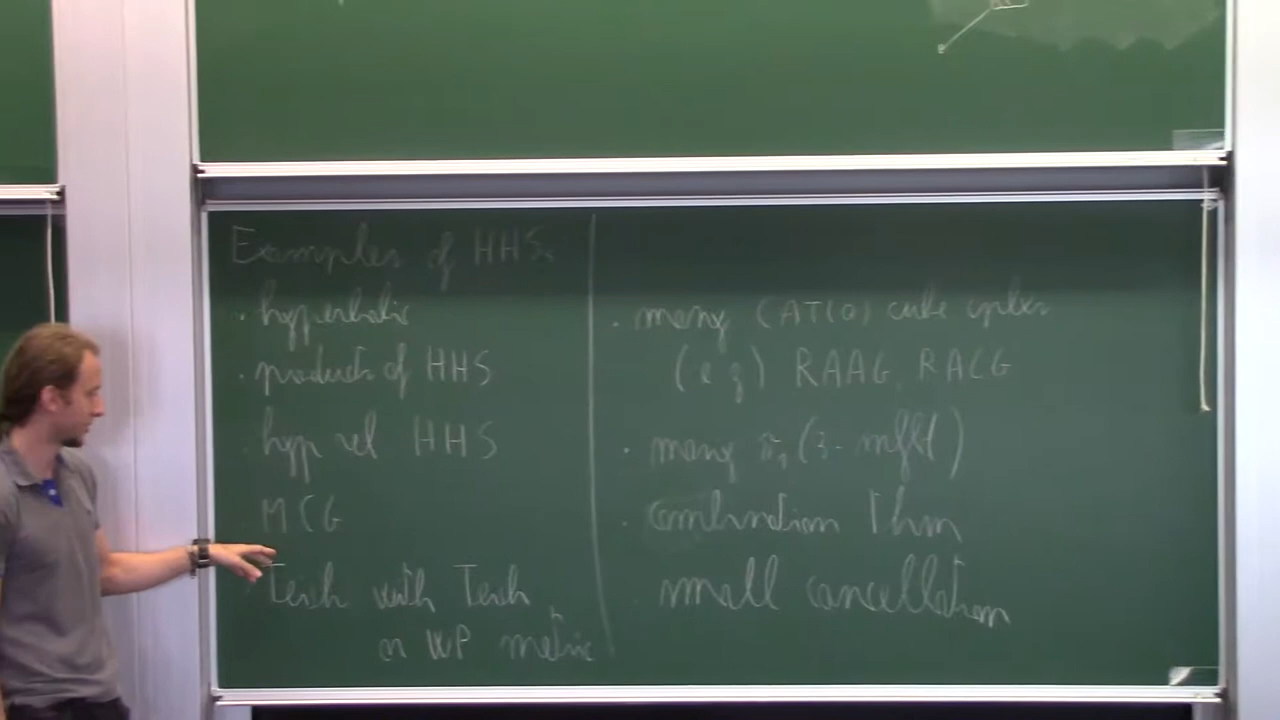 Examples of HHS:
· hyperbolic
· products of HHS
· hyp rel HHS
· MCG
· Teich with Teich
or WP metric
· many CAT(0) cube cplxes
(e g) RAAG, RACG
· many π₁(3-mfld)
· combination thm
· small cancellation